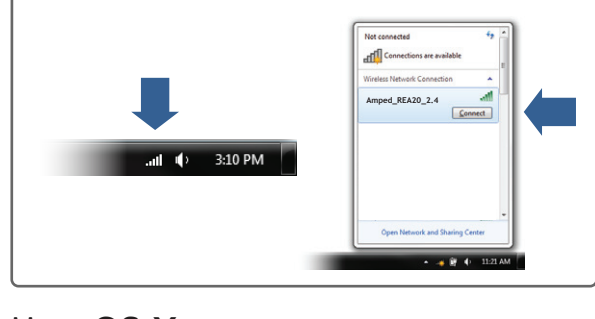 Not connected
Connections are available
Wireless Network Connection
Amped_REA20_2.4
Connect
Open Network and Sharing Center
3:10 PM
11:21 AM
OS X